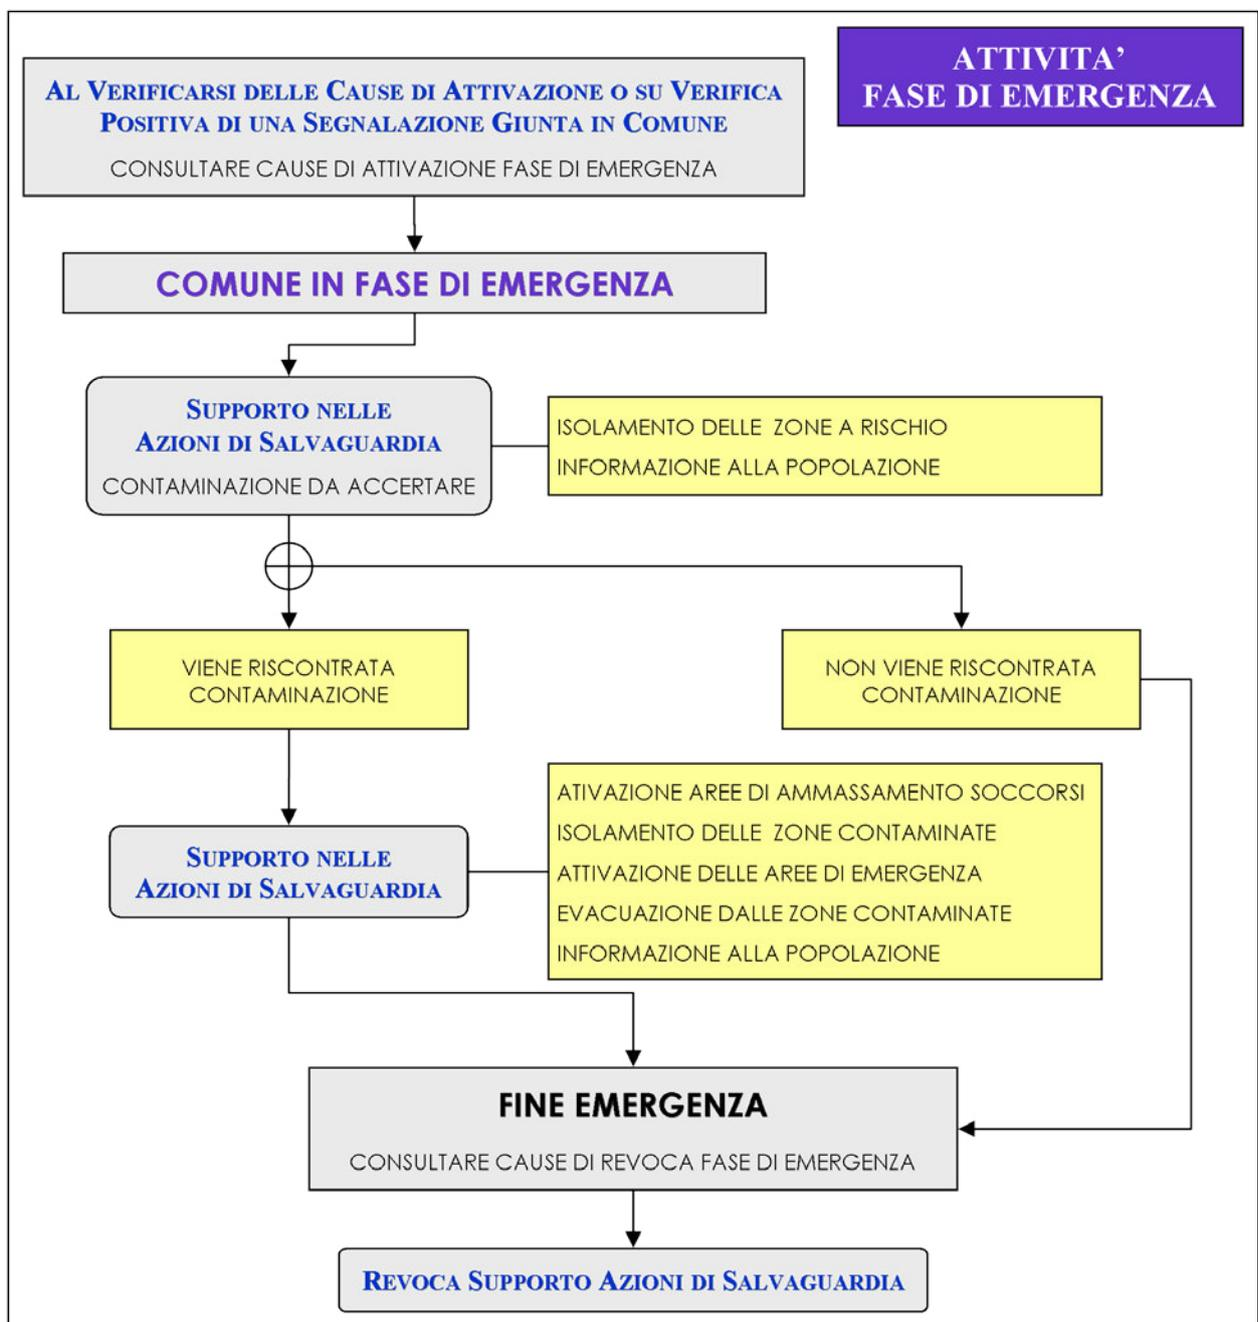 ATTIVITA’
FASE DI EMERGENZA
AL VERIFICARSI DELLE CAUSE DI ATTIVAZIONE O SU VERIFICA
POSITIVA DI UNA SEGNALAZIONE GIUNTA IN COMUNE
CONSULTARE CAUSE DI ATTIVAZIONE FASE DI EMERGENZA
COMUNE IN FASE DI EMERGENZA
SUPPORTO NELLE
AZIONI DI SALVAGUARDIA
CONTAMINAZIONE DA ACCERTARE
ISOLAMENTO DELLE ZONE A RISCHIO
INFORMAZIONE ALLA POPOLAZIONE
VIENE RISCONTRATA
CONTAMINAZIONE
NON VIENE RISCONTRATA
CONTAMINAZIONE
SUPPORTO NELLE
AZIONI DI SALVAGUARDIA
ATIVAZIONE AREE DI AMMASSAMENTO SOCCORSI
ISOLAMENTO DELLE ZONE CONTAMINATE
ATTIVAZIONE DELLE AREE DI EMERGENZA
EVACUAZIONE DALLE ZONE CONTAMINATE
INFORMAZIONE ALLA POPOLAZIONE
FINE EMERGENZA
CONSULTARE CAUSE DI REVOCA FASE DI EMERGENZA
REVOCA SUPPORTO AZIONI DI SALVAGUARDIA